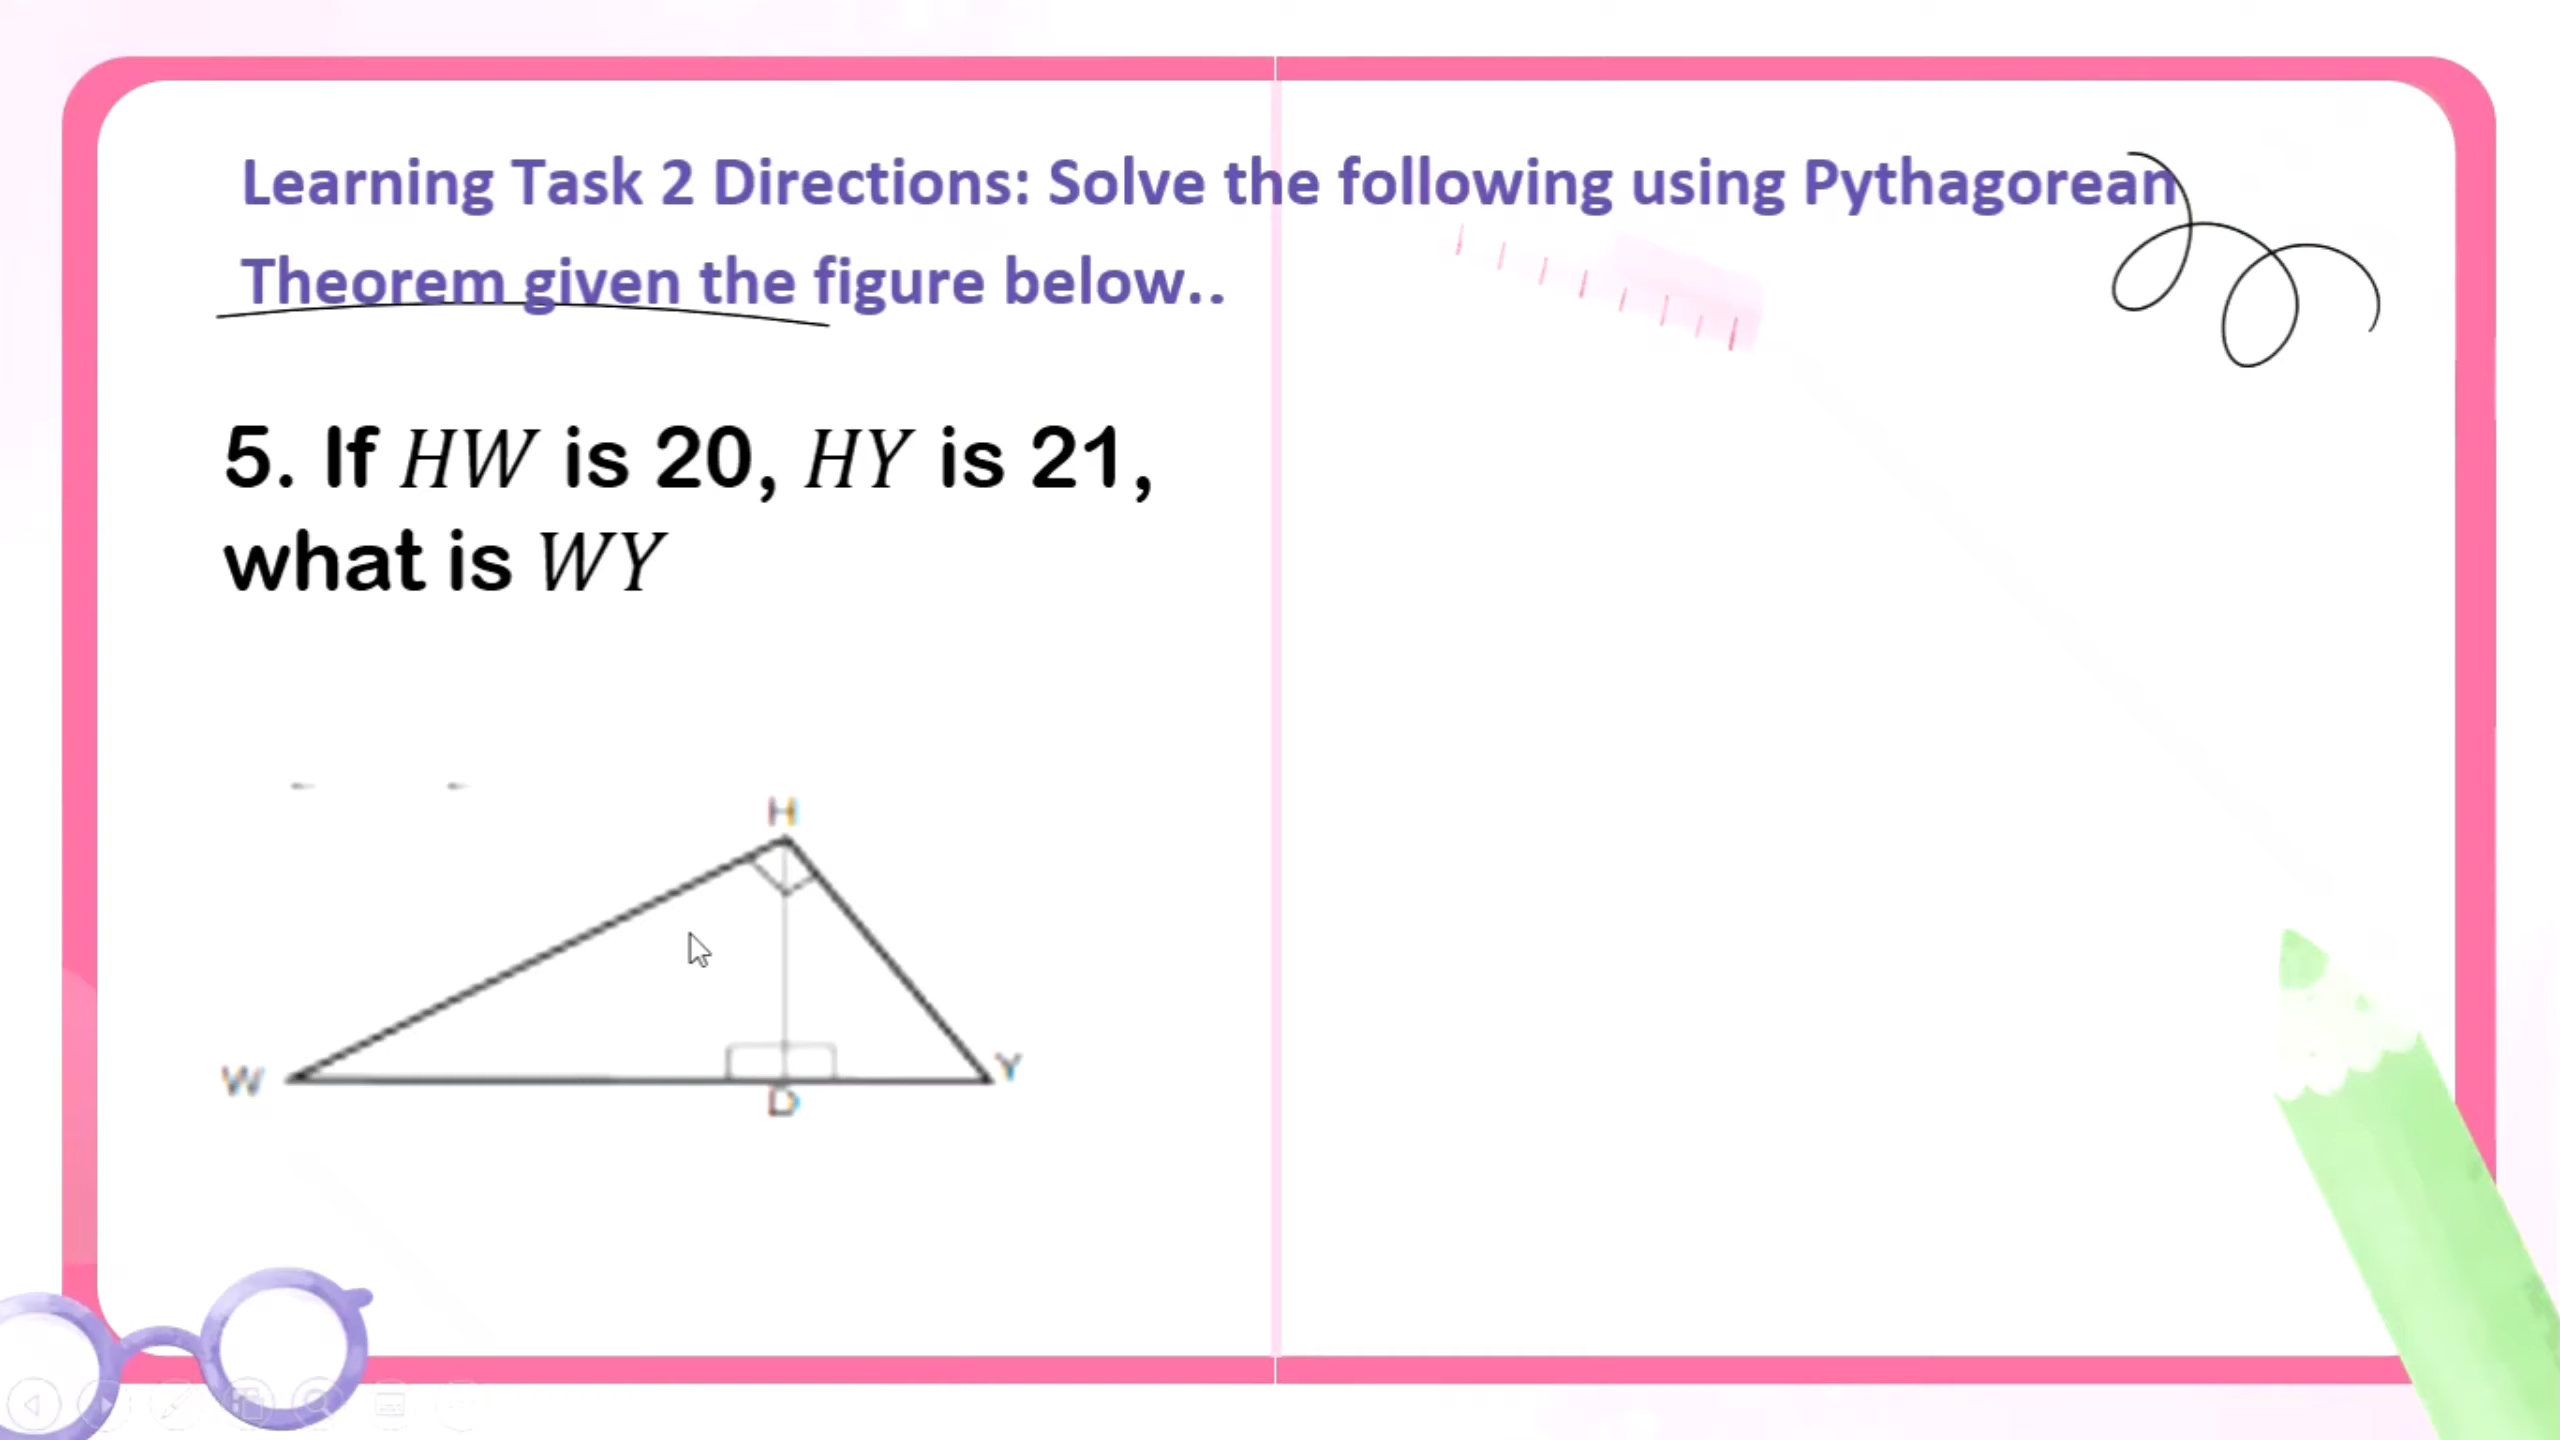 Learning Task 2 Directions: Solve the following using Pythagorean
Theorem given the figure below..
5. If HW is 20, HY is 21,
what is WY
H
W
Y
D